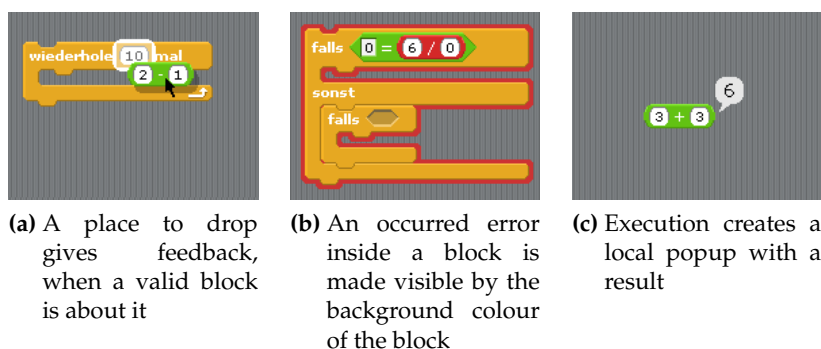 wiederhole 10 mal
2 - 1
falls 0 = 6 / 0
sonst
falls
6
3 + 3
(a) A place to drop
gives feedback,
when a valid block
is about it
(b) An occurred error
inside a block is
made visible by the
background colour
of the block
(c) Execution creates a
local popup with a
result